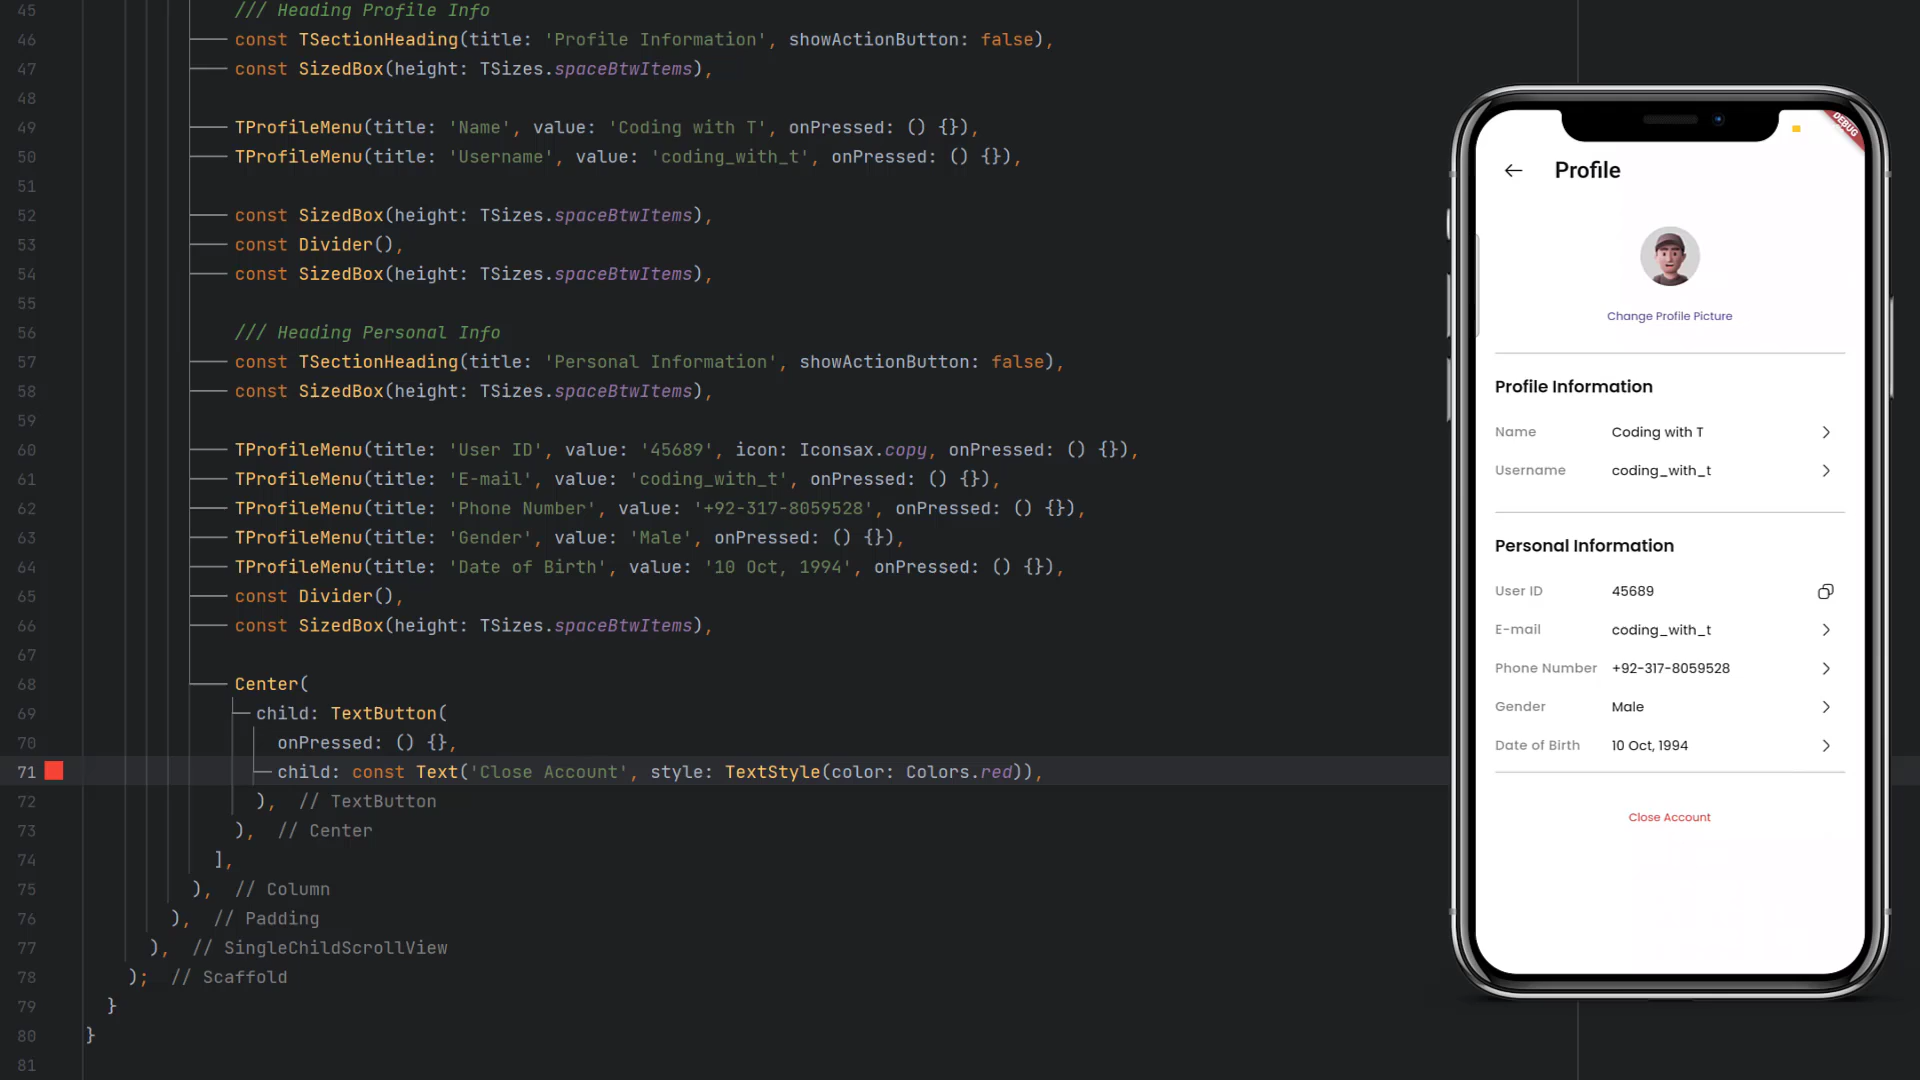 45 /// Heading Profile Info
46 const TSectionHeading(title: 'Profile Information', showActionButton: false),
47 const SizedBox(height: TSizes.spaceBtwItems),
48
49 TProfileMenu(title: 'Name', value: 'Coding with T', onPressed: () {}),
50 TProfileMenu(title: 'Username', value: 'coding_with_t', onPressed: () {}),
51
52 const SizedBox(height: TSizes.spaceBtwItems),
53 const Divider(),
54 const SizedBox(height: TSizes.spaceBtwItems),
55
56 /// Heading Personal Info
57 const TSectionHeading(title: 'Personal Information', showActionButton: false),
58 const SizedBox(height: TSizes.spaceBtwItems),
59
60 TProfileMenu(title: 'User ID', value: '45689', icon: Iconsax.copy, onPressed: () {}),
61 TProfileMenu(title: 'E-mail', value: 'coding_with_t', onPressed: () {}),
62 TProfileMenu(title: 'Phone Number', value: '+92-317-8059528', onPressed: () {}),
63 TProfileMenu(title: 'Gender', value: 'Male', onPressed: () {}),
64 TProfileMenu(title: 'Date of Birth', value: '10 Oct, 1994', onPressed: () {}),
65 const Divider(),
66 const SizedBox(height: TSizes.spaceBtwItems),
67
68 Center(
69 child: TextButton(
70 onPressed: () {},
71 child: const Text('Close Account', style: TextStyle(color: Colors.red)),
72 ), // TextButton
73 ), // Center
74 ],
75 ), // Column
76 ), // Padding
77 ), // SingleChildScrollView
78 ); // Scaffold
79 }
80 }
81
DEBUG
Profile
Change Profile Picture
Profile Information
Name Coding with T
Username coding_with_t
Personal Information
User ID 45689
E-mail coding_with_t
Phone Number +92-317-8059528
Gender Male
Date of Birth 10 Oct, 1994
Close Account